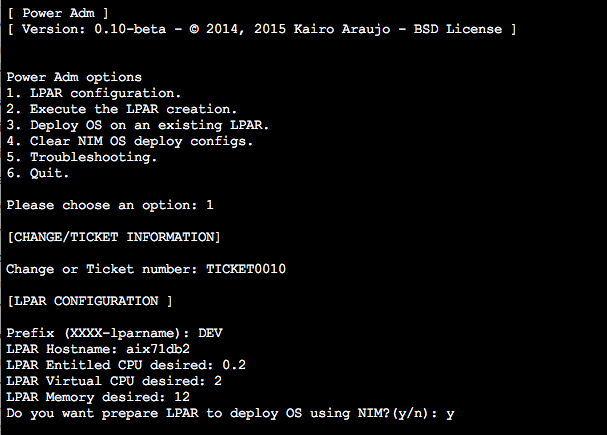 [ Power Adm ]
[ Version: 0.10-beta - © 2014, 2015 Kairo Araujo - BSD License ]
Power Adm options
1. LPAR configuration.
2. Execute the LPAR creation.
3. Deploy OS on an existing LPAR.
4. Clear NIM OS deploy configs.
5. Troubleshooting.
6. Quit.
Please choose an option: 1
[CHANGE/TICKET INFORMATION]
Change or Ticket number: TICKET0010
[LPAR CONFIGURATION ]
Prefix (XXXX-lparname): DEV
LPAR Hostname: aix71db2
LPAR Entitled CPU desired: 0.2
LPAR Virtual CPU desired: 2
LPAR Memory desired: 12
Do you want prepare LPAR to deploy OS using NIM?(y/n): y